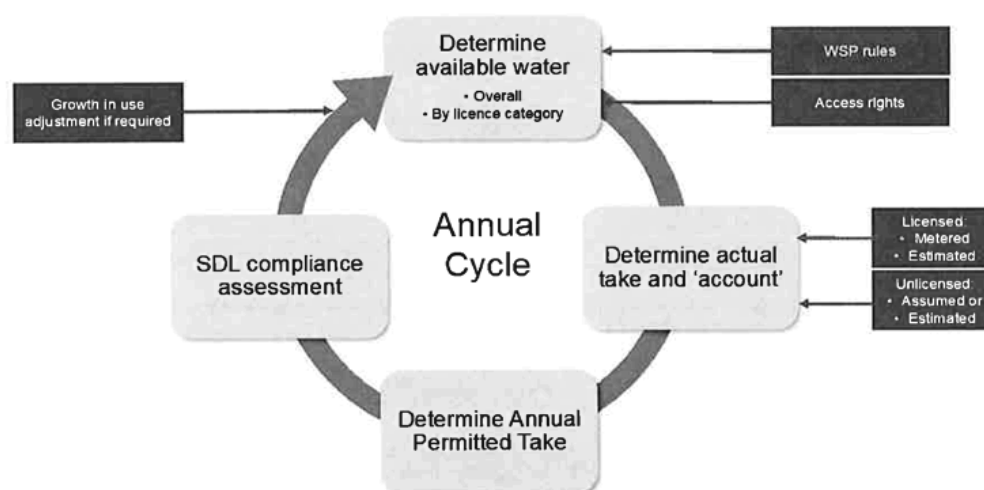 Determine
available water
• Overall
• By licence category
WSP rules
Access rights
Growth in use
adjustment if required
Annual
Cycle
Licensed:
• Metered
• Estimated
Unlicensed:
• Assumed or
• Estimated
SDL compliance
assessment
Determine actual
take and ‘account’
Determine Annual
Permitted Take